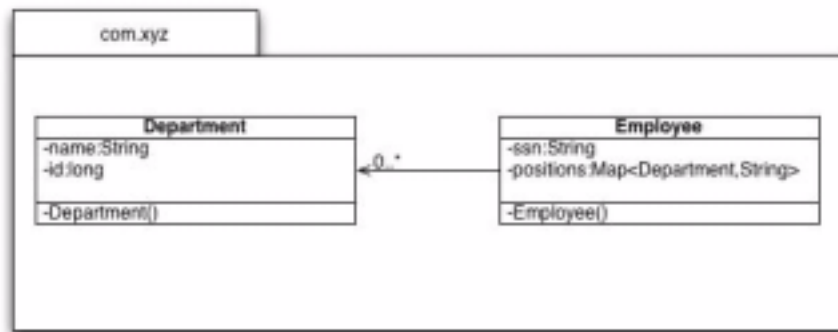 com.xyz
Department
-name:String
-id:long
-Department()
0..*
Employee
-ssn:String
-positions:Map<Department,String>
-Employee()